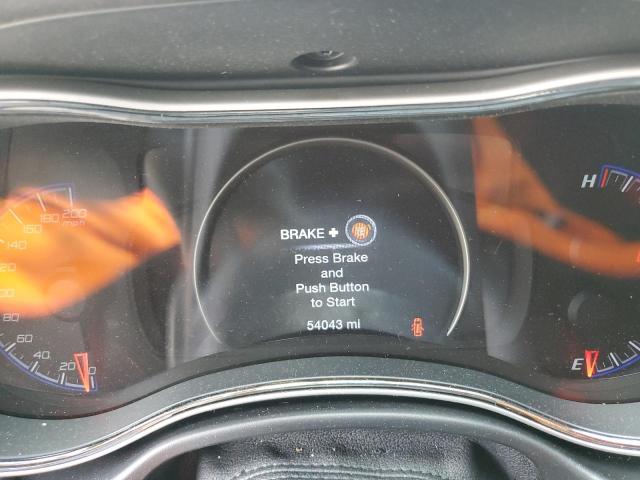 BRAKE +
Press Brake
and
Push Button
to Start
54043 mi
200
180
160
140
mph
80
60
40
20
0
H
E